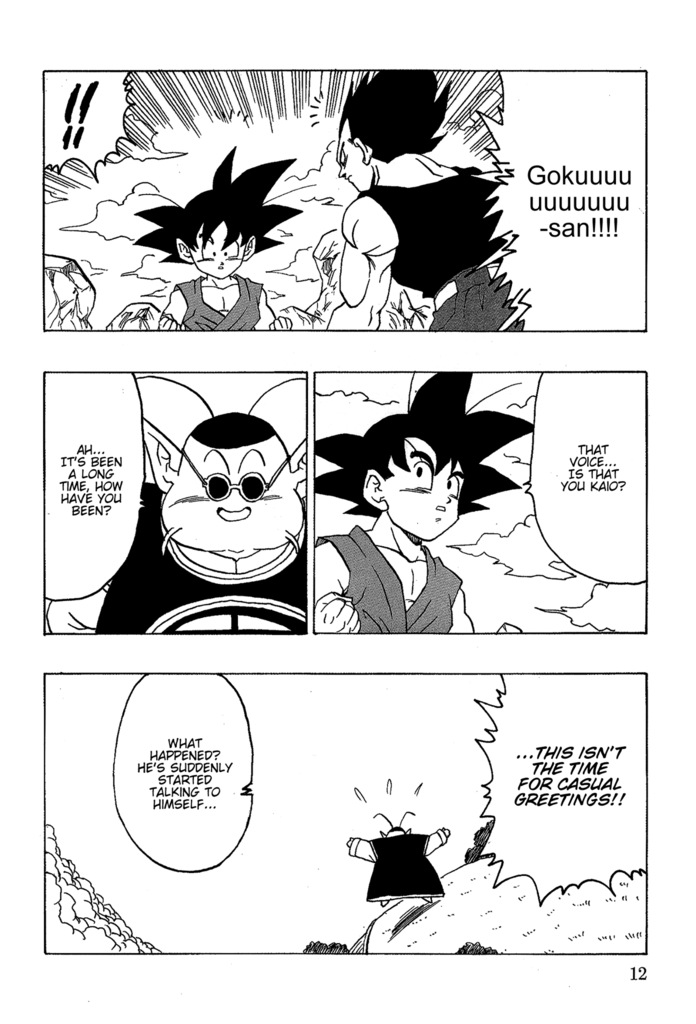 Gokuuuu
uuuuuuu
-san!!!!
!!
THAT
VOICE...
IS THAT
YOU KAIO?
AH...
IT'S BEEN
A LONG
TIME, HOW
HAVE YOU
BEEN?
...THIS ISN'T
THE TIME
FOR CASUAL
GREETINGS!!
WHAT
HAPPENED?
HE'S SUDDENLY
STARTED
TALKING TO
HIMSELF...
12